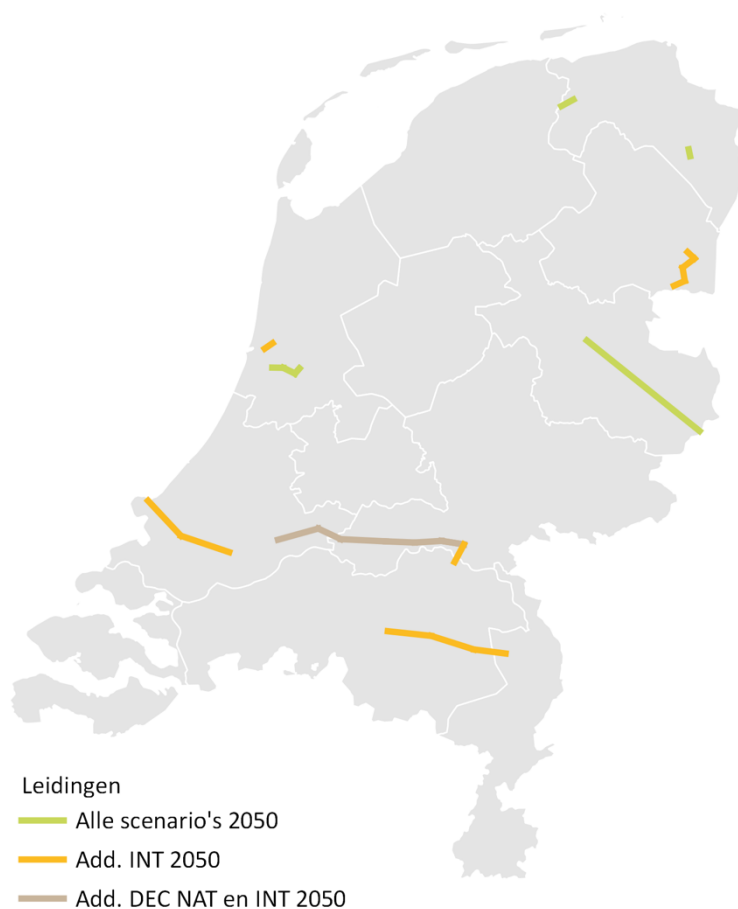 Leidingen
Alle scenario's 2050
Add. INT 2050
Add. DEC NAT en INT 2050